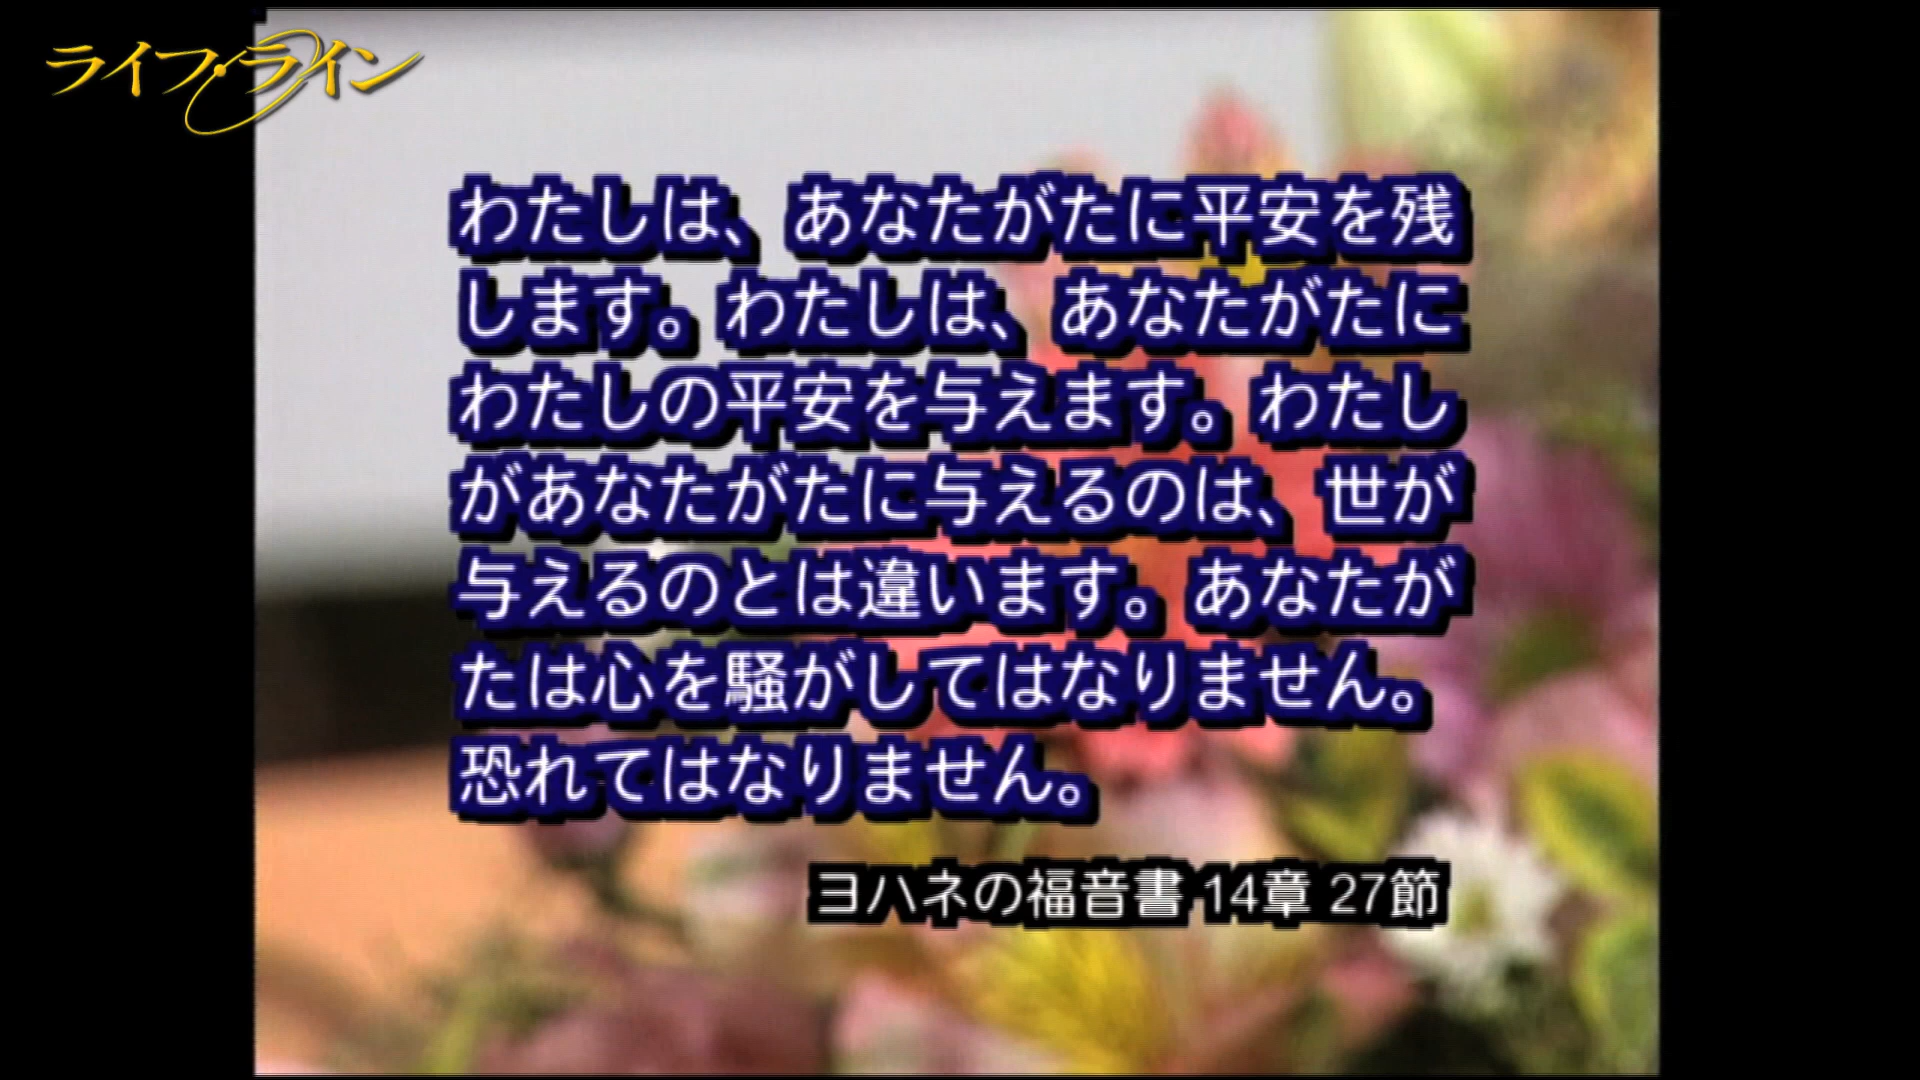 ライフ・ライン
わたしは、あなたがたに平安を残
します。わたしは、あなたがたに
わたしの平安を与えます。わたし
があなたがたに与えるのは、世が
与えるのとは違います。あなたが
たは心を騒がしてはなりません。
恐れてはなりません。
ヨハネの福音書 14章 27節